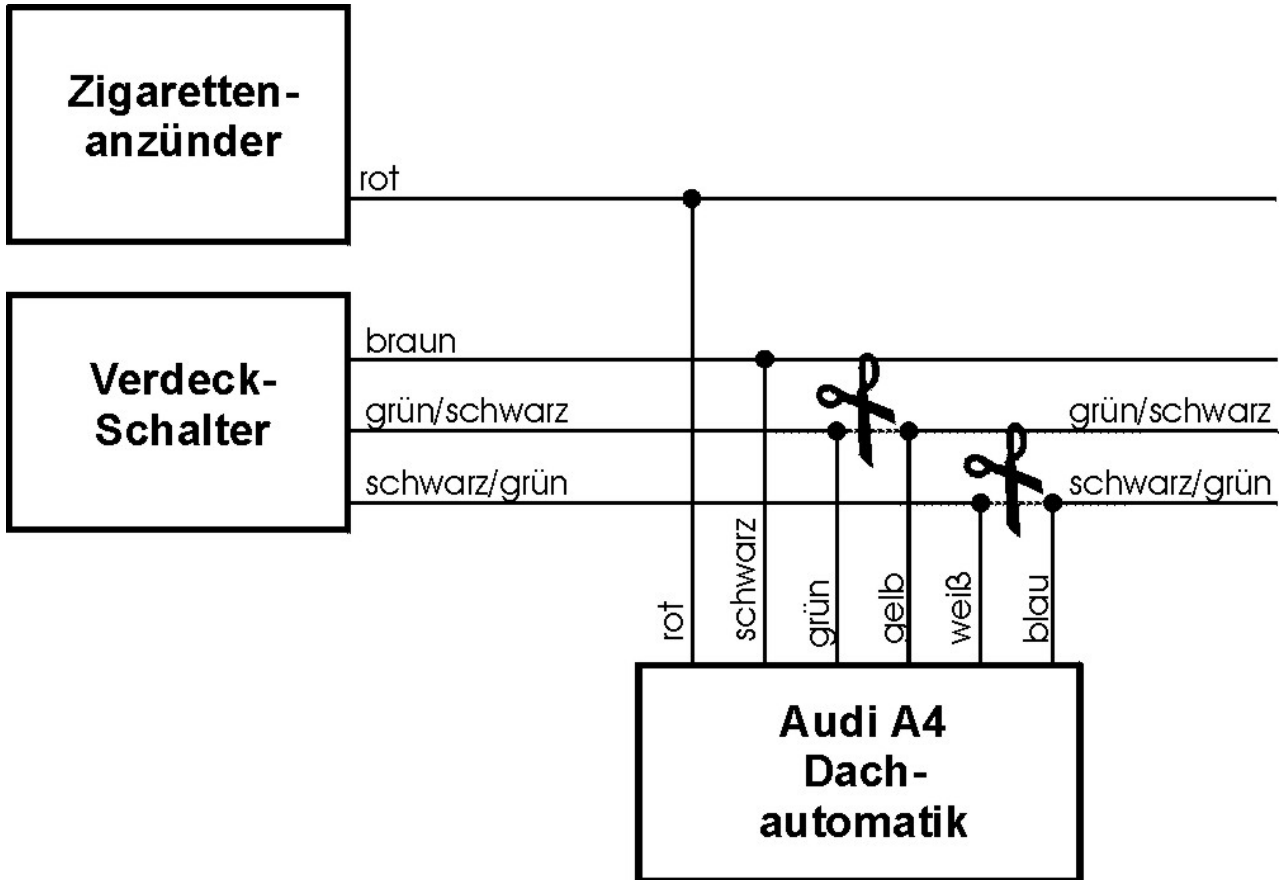 Zigaretten-
anzünder
rot
Verdeck-
Schalter
braun
grün/schwarz
grün/schwarz
schwarz/grün
schwarz/grün
rot
schwarz
grün
gelb
weiß
blau
Audi A4
Dach-
automatik